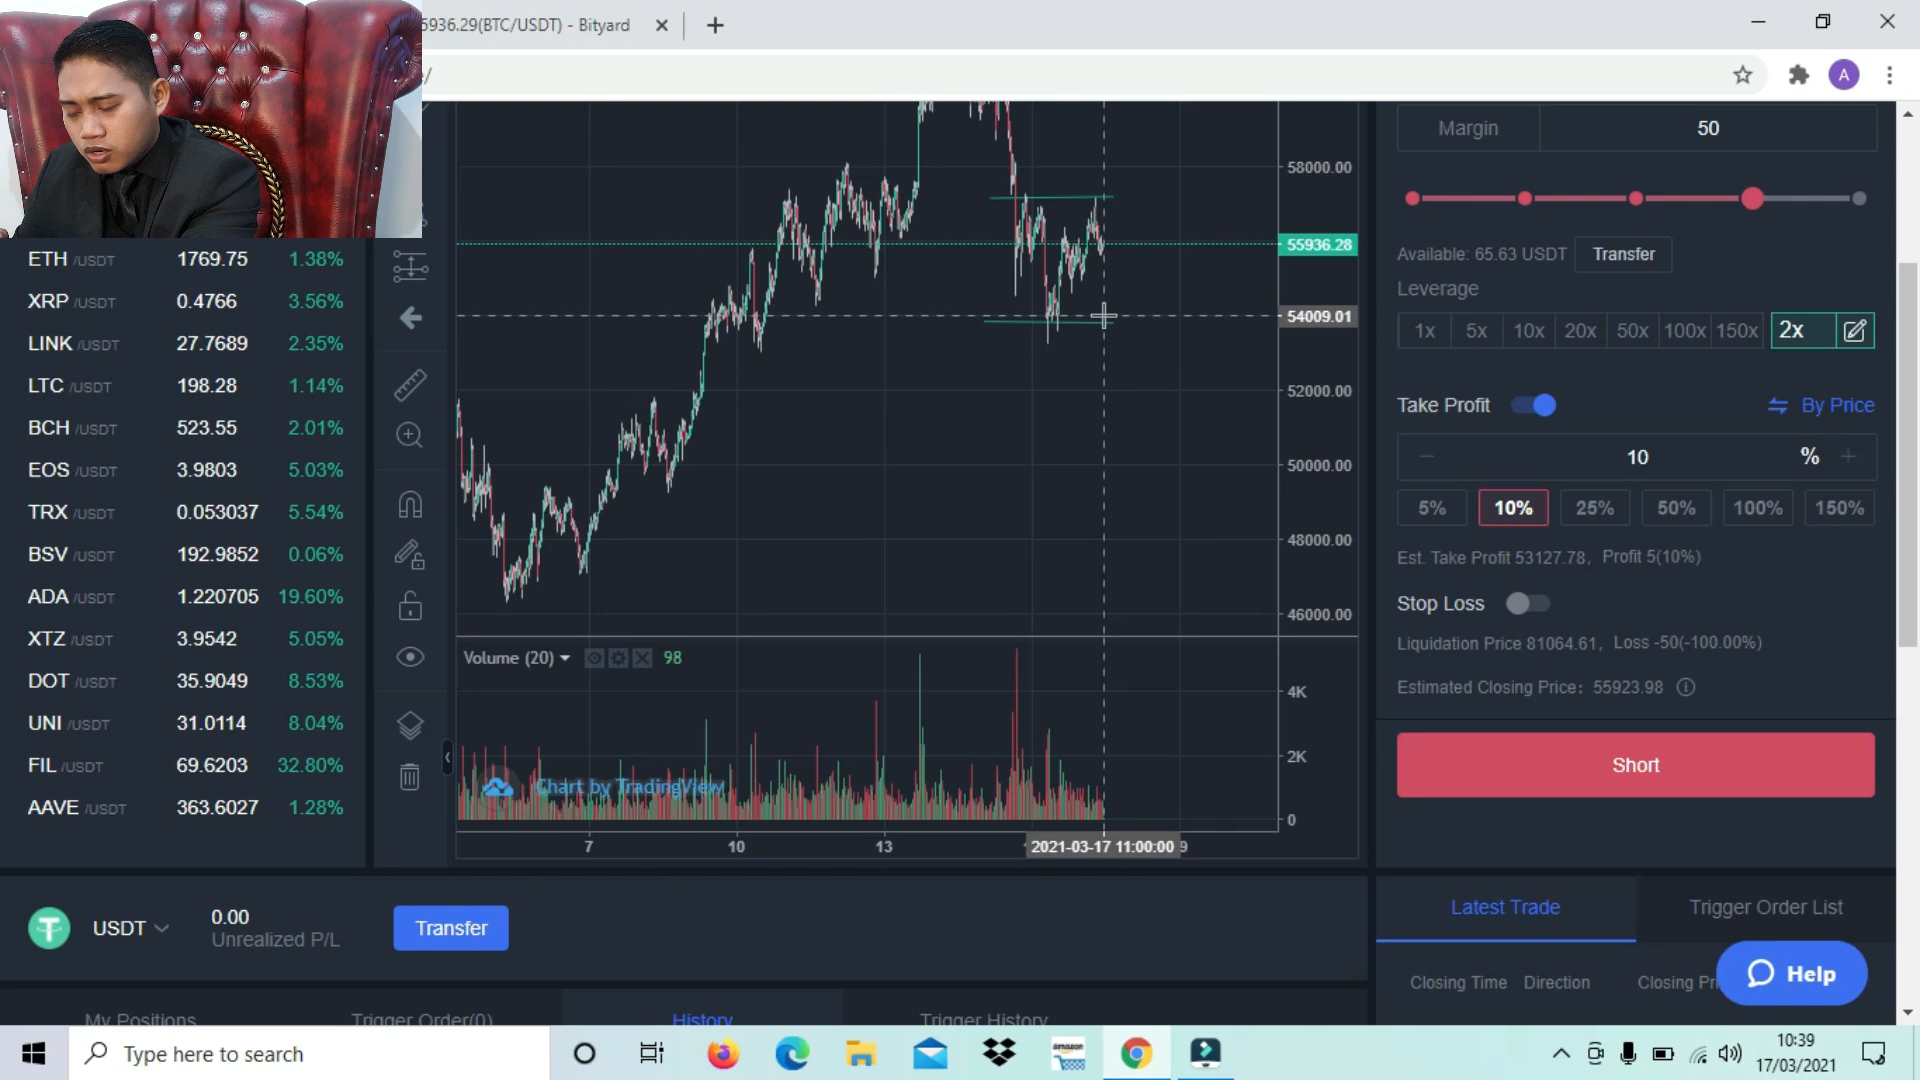 5936.29(BTC/USDT) - Bityard
A
ETH /USDT 1769.75 1.38%
XRP /USDT 0.4766 3.56%
LINK /USDT 27.7689 2.35%
LTC /USDT 198.28 1.14%
BCH /USDT 523.55 2.01%
EOS /USDT 3.9803 5.03%
TRX /USDT 0.053037 5.54%
BSV /USDT 192.9852 0.06%
ADA /USDT 1.220705 19.60%
XTZ /USDT 3.9542 5.05%
DOT /USDT 35.9049 8.53%
UNI /USDT 31.0114 8.04%
FIL /USDT 69.6203 32.80%
AAVE /USDT 363.6027 1.28%
58000.00
55936.28
54009.01
52000.00
50000.00
48000.00
46000.00
Volume (20) 98
4K
2K
0
Chart by TradingView
7 10 13 2021-03-17 11:00:00 9
Margin 50
Available: 65.63 USDT Transfer
Leverage
1x 5x 10x 20x 50x 100x 150x 2x
Take Profit By Price
10 %
5% 10% 25% 50% 100% 150%
Est. Take Profit 53127.78, Profit 5(10%)
Stop Loss
Liquidation Price 81064.61, Loss -50(-100.00%)
Estimated Closing Price: 55923.98
Short
USDT 0.00
Unrealized P/L
Transfer
Latest Trade Trigger Order List
Closing Time Direction Closing Pri
Help
My Positions Trigger Order(0) History Trigger History
Type here to search
amazon
10:39
17/03/2021